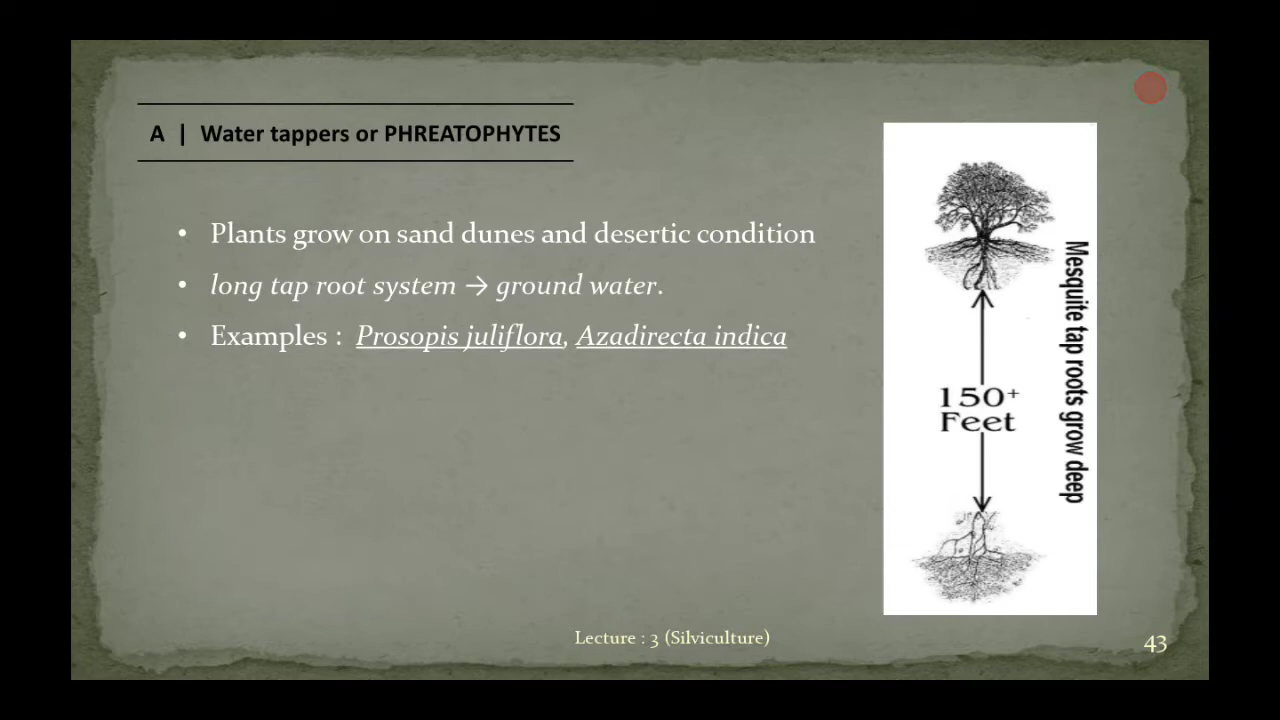 A | Water tappers or PHREATOPHYTES
• Plants grow on sand dunes and desertic condition
• long tap root system → ground water.
• Examples : Prosopis juliflora, Azadirecta indica
150+
Feet
Mesquite tap roots grow deep
Lecture : 3 (Silviculture)
43